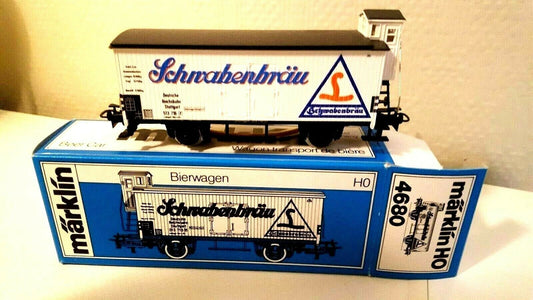 Schwabenbräu
Deutsche
Reichsbahn
Stuttgart
Schwabenbräu
Beer Car
Wagon transport de bière
märklin
Bierwagen
H0
Schwabenbräu
4680
märklin H0